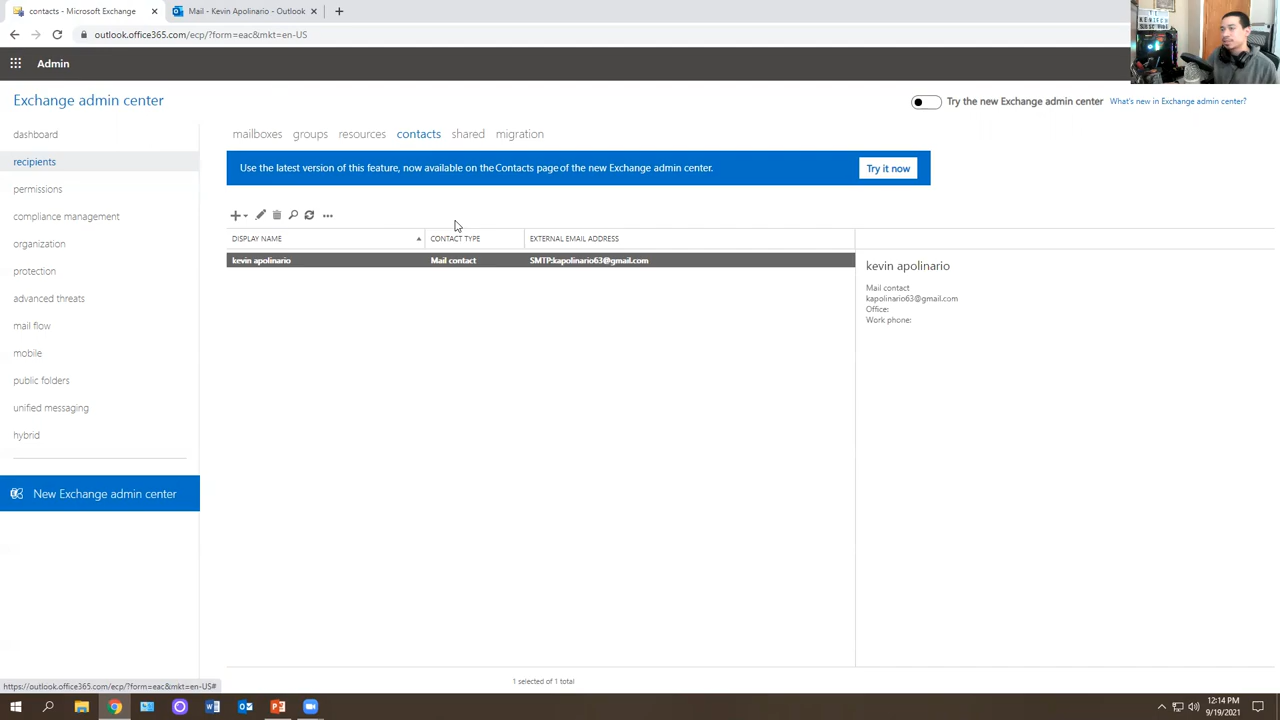 contacts - Microsoft Exchange
Mail - Kevin Apolinario - Outlook
outlook.office365.com/ecp/?form=eac&mkt=en-US
Admin
Exchange admin center
Try the new Exchange admin center
What's new in Exchange admin center?
dashboard
recipients
permissions
compliance management
organization
protection
advanced threats
mail flow
mobile
public folders
unified messaging
hybrid
New Exchange admin center
mailboxes groups resources contacts shared migration
Use the latest version of this feature, now available on the Contacts page of the new Exchange admin center.
Try it now
DISPLAY NAME CONTACT TYPE EXTERNAL EMAIL ADDRESS
kevin apolinario Mail contact SMTP:kapolinario63@gmail.com
kevin apolinario
Mail contact
kapolinario63@gmail.com
Office:
Work phone:
1 selected of 1 total
https://outlook.office365.com/ecp/?form=eac&mkt=en-US#
12:14 PM
9/19/2021